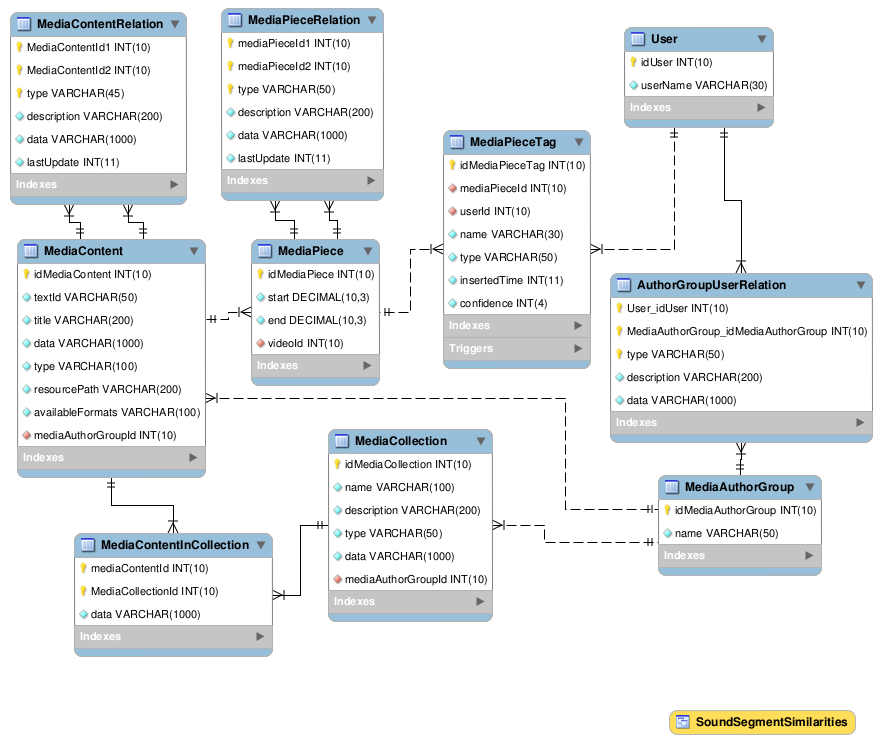 MediaContentRelation
MediaContentId1 INT(10)
MediaContentId2 INT(10)
type VARCHAR(45)
description VARCHAR(200)
data VARCHAR(1000)
lastUpdate INT(11)
Indexes
MediaPieceRelation
mediaPieceId1 INT(10)
mediaPieceId2 INT(10)
type VARCHAR(50)
description VARCHAR(200)
data VARCHAR(1000)
lastUpdate INT(11)
Indexes
User
idUser INT(10)
userName VARCHAR(30)
Indexes
MediaPieceTag
idMediaPieceTag INT(10)
mediaPieceId INT(10)
userId INT(10)
name VARCHAR(30)
type VARCHAR(50)
insertedTime INT(11)
confidence INT(4)
Indexes
Triggers
MediaContent
idMediaContent INT(10)
textId VARCHAR(50)
title VARCHAR(200)
data VARCHAR(1000)
type VARCHAR(100)
resourcePath VARCHAR(200)
availableFormats VARCHAR(100)
mediaAuthorGroupId INT(10)
Indexes
MediaPiece
idMediaPiece INT(10)
start DECIMAL(10,3)
end DECIMAL(10,3)
videoId INT(10)
Indexes
AuthorGroupUserRelation
User_idUser INT(10)
MediaAuthorGroup_idMediaAuthorGroup INT(10)
type VARCHAR(50)
description VARCHAR(200)
data VARCHAR(1000)
Indexes
MediaCollection
idMediaCollection INT(10)
name VARCHAR(100)
description VARCHAR(200)
type VARCHAR(50)
data VARCHAR(1000)
mediaAuthorGroupId INT(10)
Indexes
MediaAuthorGroup
idMediaAuthorGroup INT(10)
name VARCHAR(50)
Indexes
MediaContentInCollection
mediaContentId INT(10)
MediaCollectionId INT(10)
data VARCHAR(1000)
Indexes
SoundSegmentSimilarities